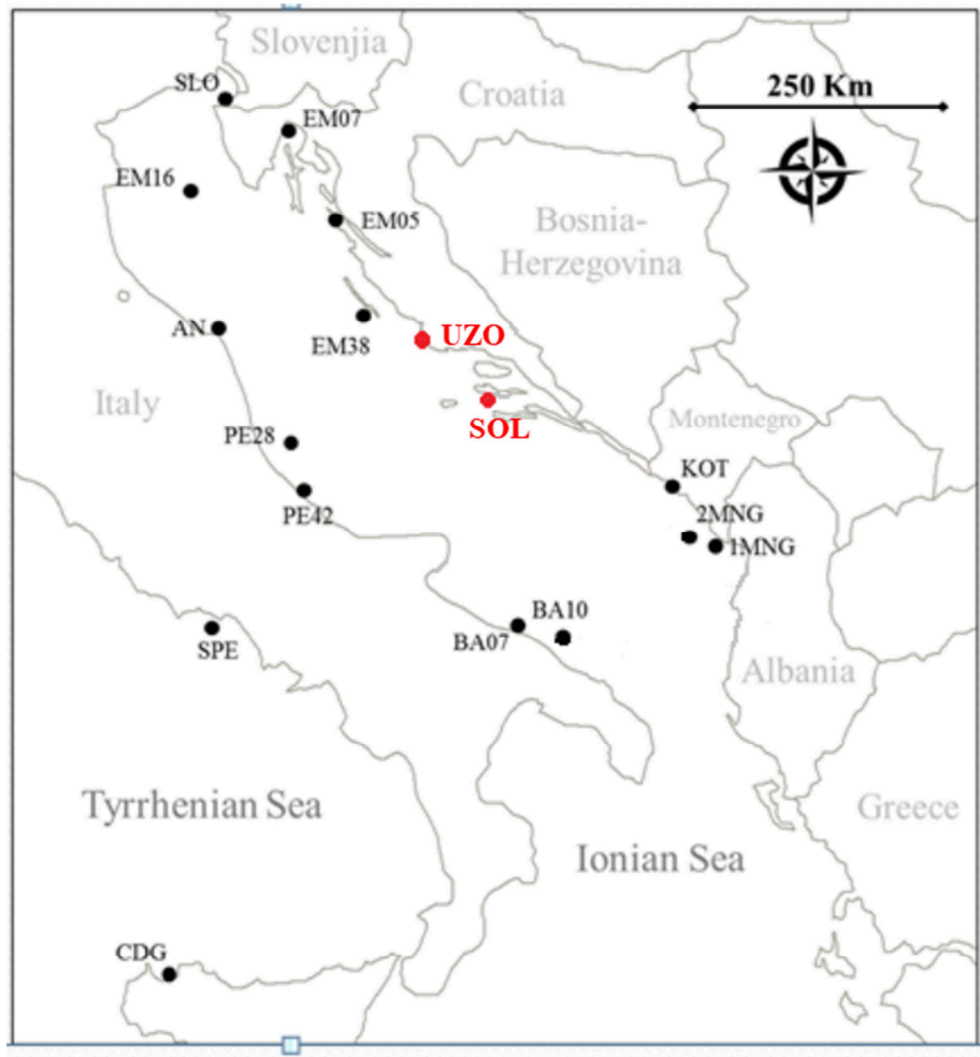 Slovenjia
SLO
250 Km
Croatia
EM07
EM16
EM05
Bosnia-
Herzegovina
AN
EM38
UZO
Italy
SOL
Montenegro
PE28
KOT
PE42
2MNG
1MNG
BA10
BA07
SPE
Albania
Tyrrhenian Sea
Greece
Ionian Sea
CDG